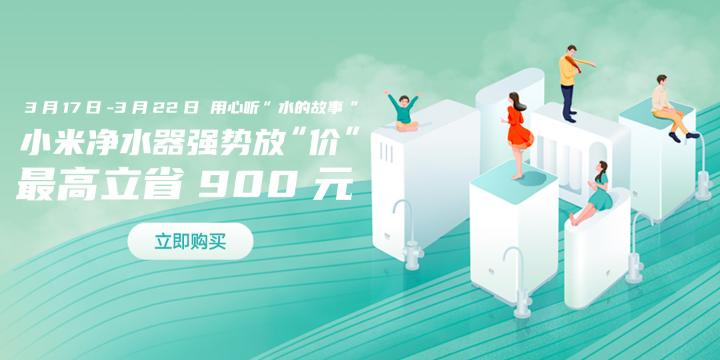 3月17日-3月22日 用心听“水的故事“
小米净水器强势放“价”
最高立省 900 元
立即购买